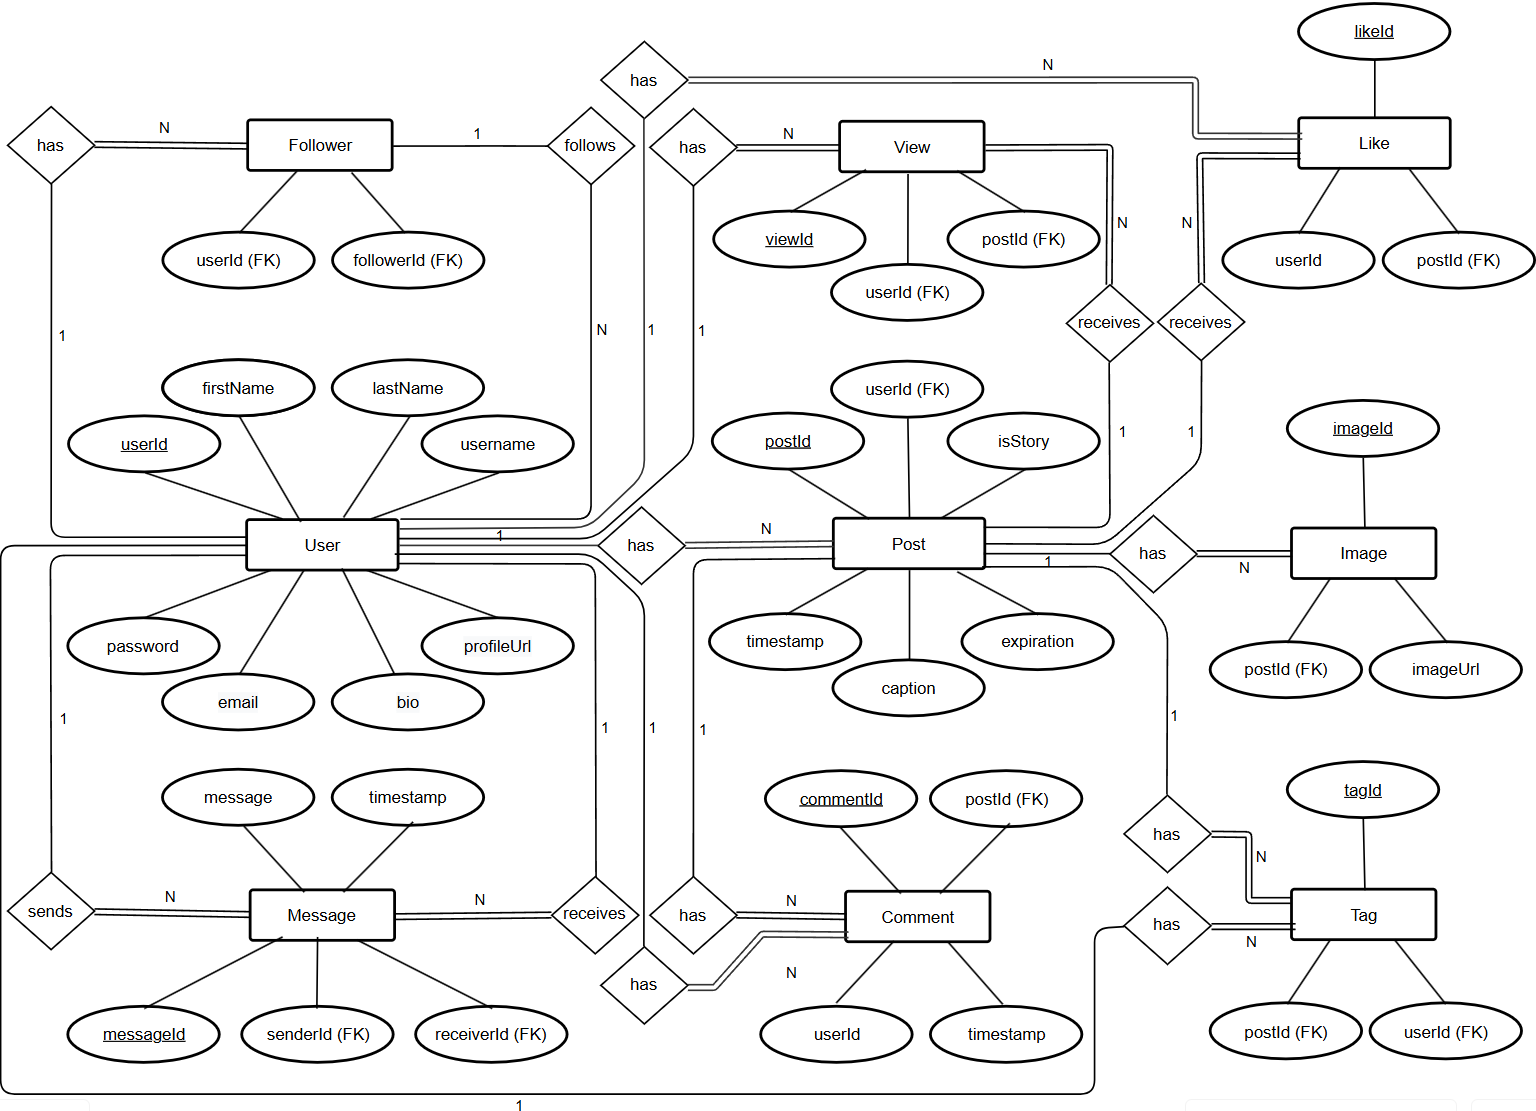 likeId
N
has
has
N
Follower
1
follows
has
N
View
Like
userId (FK)
followerId (FK)
viewId
userId (FK)
postId (FK)
N
N
userId
postId (FK)
receives
receives
1
N
1
1
firstName
lastName
userId
username
userId (FK)
postId
isStory
1
1
imageId
User
1
has
N
Post
1
has
N
Image
password
email
bio
profileUrl
timestamp
caption
expiration
postId (FK)
imageUrl
1
1
1
1
1
message
timestamp
commentId
postId (FK)
tagId
has
N
sends
N
Message
N
receives
has
N
Comment
has
N
Tag
has
N
messageId
senderId (FK)
receiverId (FK)
userId
timestamp
postId (FK)
userId (FK)
1